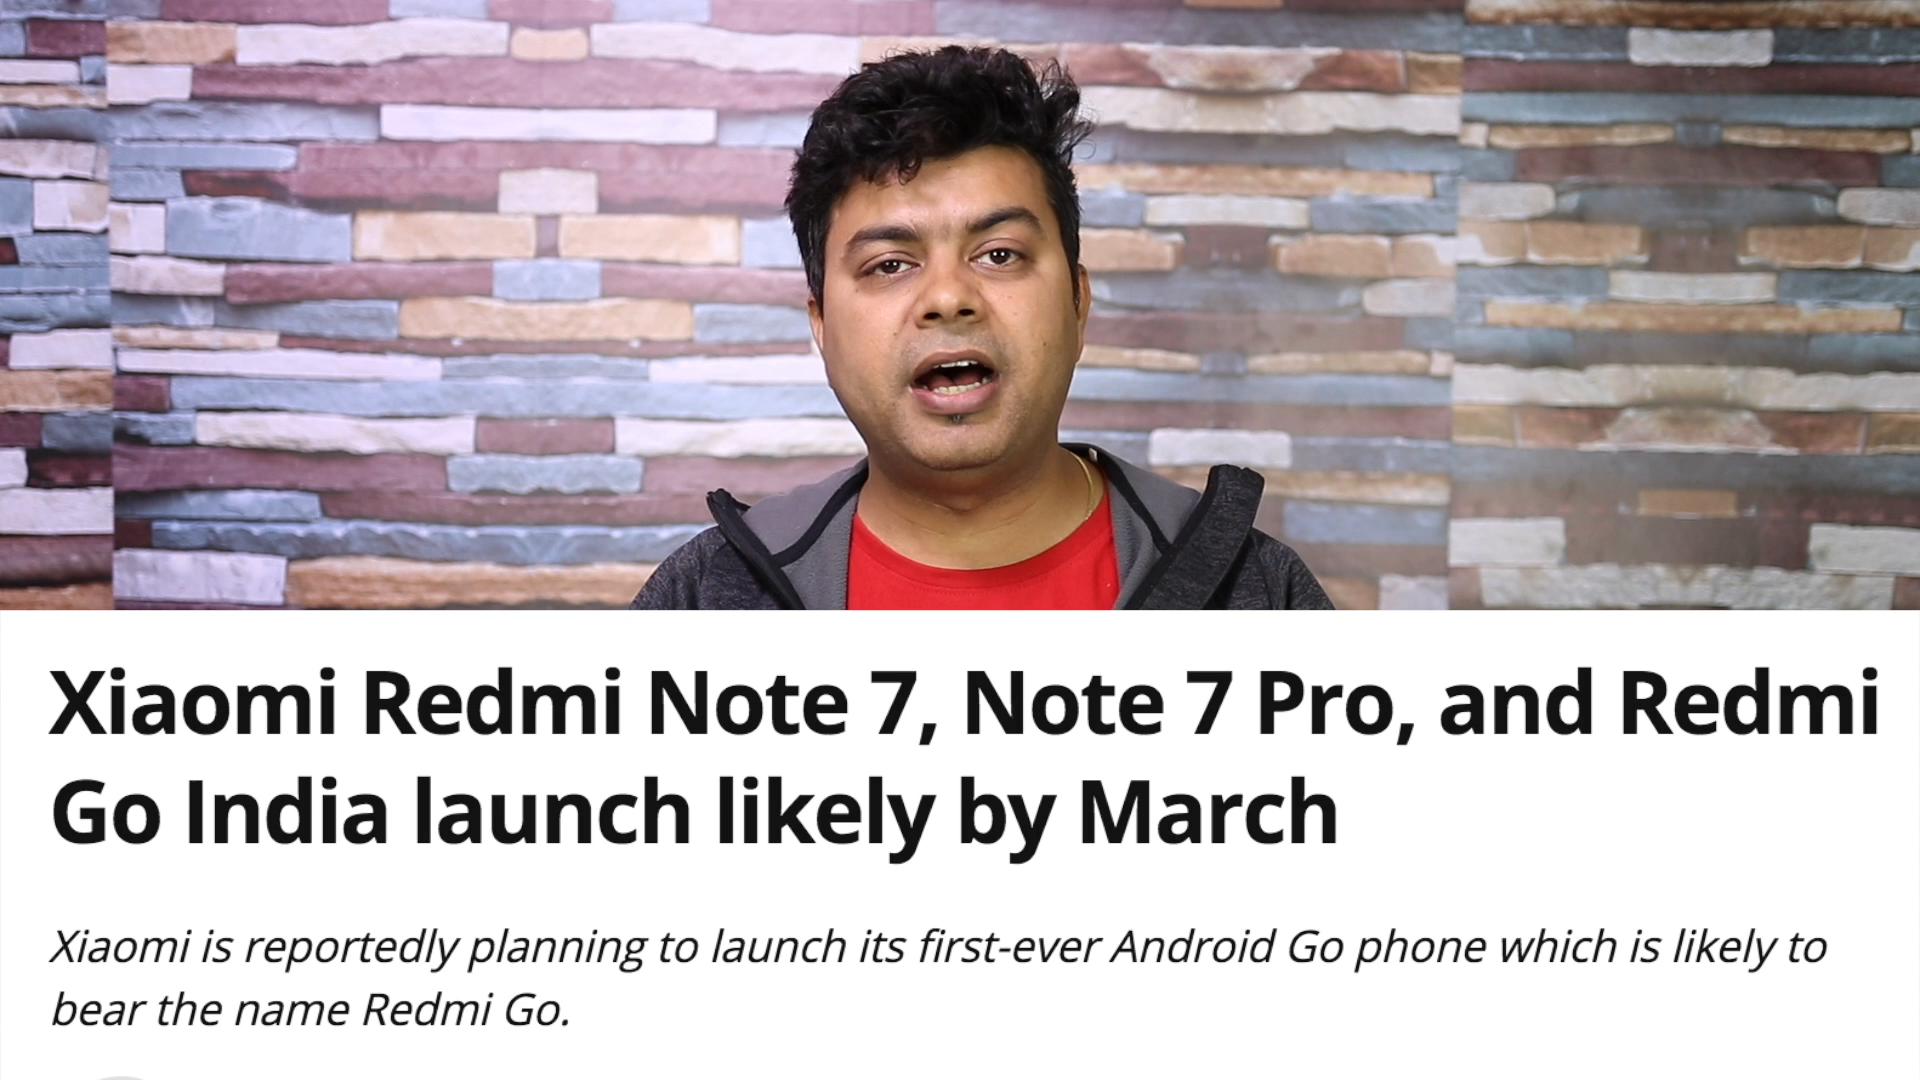 Xiaomi Redmi Note 7, Note 7 Pro, and Redmi
Go India launch likely by March
Xiaomi is reportedly planning to launch its first-ever Android Go phone which is likely to
bear the name Redmi Go.